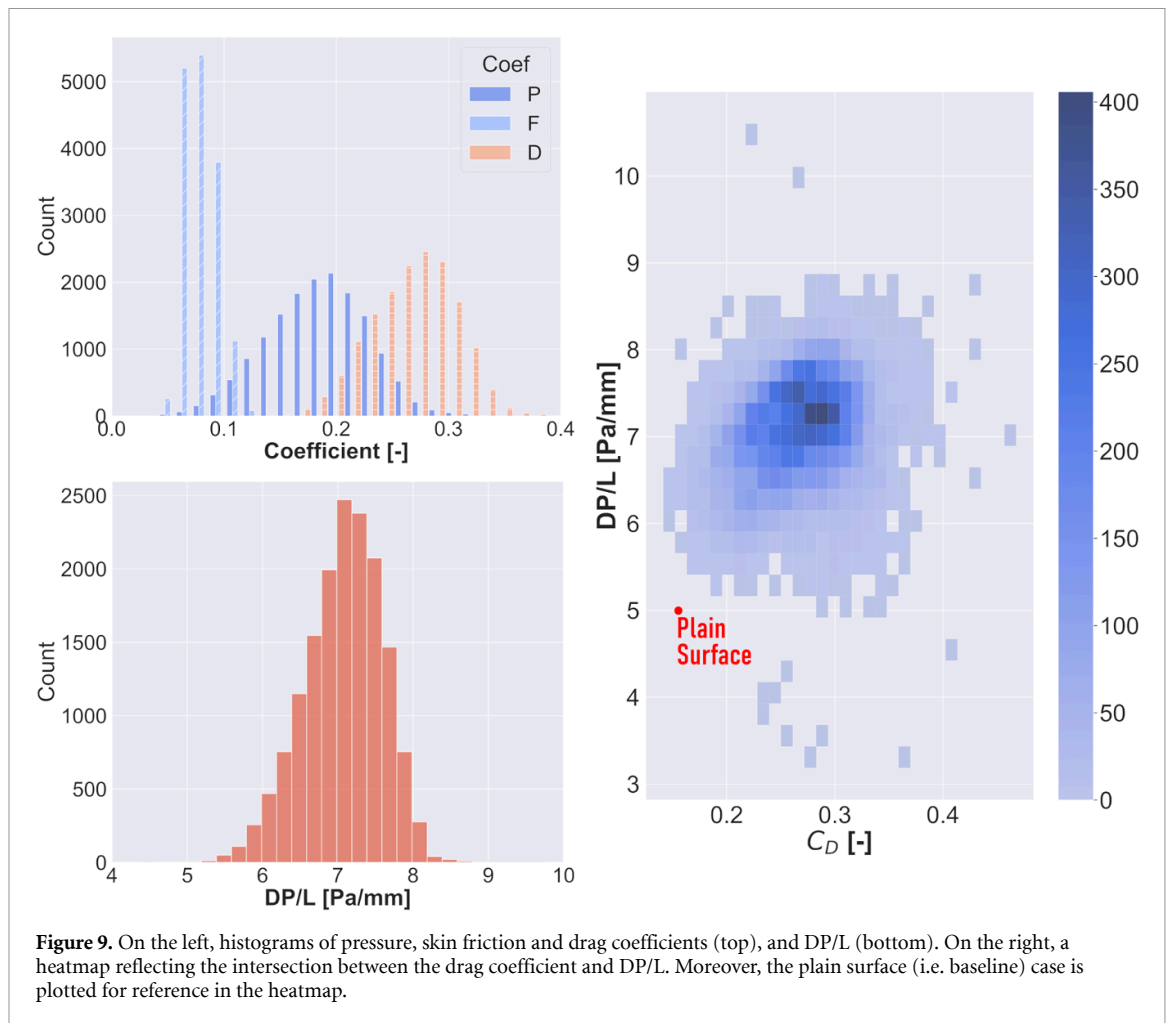 5000
4000
3000
2000
1000
0
Count
0.0 0.1 0.2 0.3 0.4
Coefficient [-]
Coef
P
F
D
2500
2000
1500
1000
500
0
Count
4 5 6 7 8 9 10
DP/L [Pa/mm]
10
9
8
7
6
5
4
3
DP/L [Pa/mm]
Plain
Surface
0.2 0.3 0.4
C_D [-]
400
350
300
250
200
150
100
50
0
Figure 9. On the left, histograms of pressure, skin friction and drag coefficients (top), and DP/L (bottom). On the right, a
heatmap reflecting the intersection between the drag coefficient and DP/L. Moreover, the plain surface (i.e. baseline) case is
plotted for reference in the heatmap.